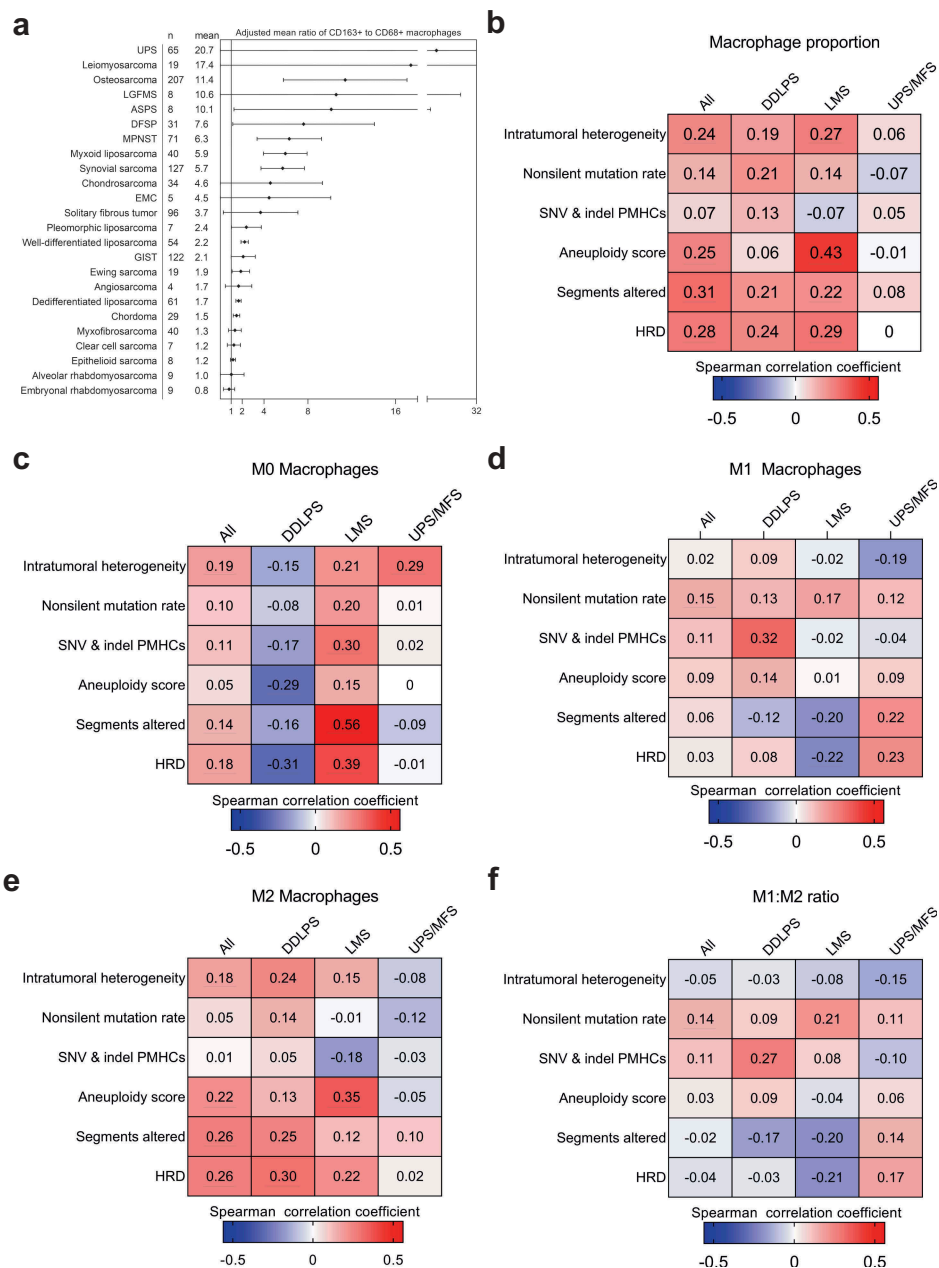 a
n mean Adjusted mean ratio of CD163+ to CD68+ macrophages
UPS 65 20.7
Leiomyosarcoma 19 17.4
Osteosarcoma 207 11.4
LGFMS 8 10.6
ASPS 8 10.1
DFSP 31 7.6
MPNST 71 6.3
Myxoid liposarcoma 40 5.9
Synovial sarcoma 127 5.7
Chondrosarcoma 34 4.6
EMC 5 4.5
Solitary fibrous tumor 96 3.7
Pleomorphic liposarcoma 7 2.4
Well-differentiated liposarcoma 54 2.2
GIST 122 2.1
Ewing sarcoma 19 1.9
Angiosarcoma 4 1.7
Dedifferentiated liposarcoma 61 1.7
Chordoma 29 1.5
Myxofibrosarcoma 40 1.3
Clear cell sarcoma 7 1.2
Epithelioid sarcoma 8 1.2
Alveolar rhabdomyosarcoma 9 1.0
Embryonal rhabdomyosarcoma 9 0.8
1 2 4 8 16 32
b
Macrophage proportion
All DDLPS LMS UPS/MFS
Intratumoral heterogeneity 0.24 0.19 0.27 0.06
Nonsilent mutation rate 0.14 0.21 0.14 -0.07
SNV & indel PMHCs 0.07 0.13 -0.07 0.05
Aneuploidy score 0.25 0.06 0.43 -0.01
Segments altered 0.31 0.21 0.22 0.08
HRD 0.28 0.24 0.29 0
Spearman correlation coefficient
-0.5 0 0.5
c
M0 Macrophages
All DDLPS LMS UPS/MFS
Intratumoral heterogeneity 0.19 -0.15 0.21 0.29
Nonsilent mutation rate 0.10 -0.08 0.20 0.01
SNV & indel PMHCs 0.11 -0.17 0.30 0.02
Aneuploidy score 0.05 -0.29 0.15 0
Segments altered 0.14 -0.16 0.56 -0.09
HRD 0.18 -0.31 0.39 -0.01
Spearman correlation coefficient
-0.5 0 0.5
d
M1 Macrophages
All DDLPS LMS UPS/MFS
Intratumoral heterogeneity 0.02 0.09 -0.02 -0.19
Nonsilent mutation rate 0.15 0.13 0.17 0.12
SNV & indel PMHCs 0.11 0.32 -0.02 -0.04
Aneuploidy score 0.09 0.14 0.01 0.09
Segments altered 0.06 -0.12 -0.20 0.22
HRD 0.03 0.08 -0.22 0.23
Spearman correlation coefficient
-0.5 0 0.5
e
M2 Macrophages
All DDLPS LMS UPS/MFS
Intratumoral heterogeneity 0.18 0.24 0.15 -0.08
Nonsilent mutation rate 0.05 0.14 -0.01 -0.12
SNV & indel PMHCs 0.01 0.05 -0.18 -0.03
Aneuploidy score 0.22 0.13 0.35 -0.05
Segments altered 0.26 0.25 0.12 0.10
HRD 0.26 0.30 0.22 0.02
Spearman correlation coefficient
-0.5 0 0.5
f
M1:M2 ratio
All DDLPS LMS UPS/MFS
Intratumoral heterogeneity -0.05 -0.03 -0.08 -0.15
Nonsilent mutation rate 0.14 0.09 0.21 0.11
SNV & indel PMHCs 0.11 0.27 0.08 -0.10
Aneuploidy score 0.03 0.09 -0.04 0.06
Segments altered -0.02 -0.17 -0.20 0.14
HRD -0.04 -0.03 -0.21 0.17
Spearman correlation coefficient
-0.5 0 0.5